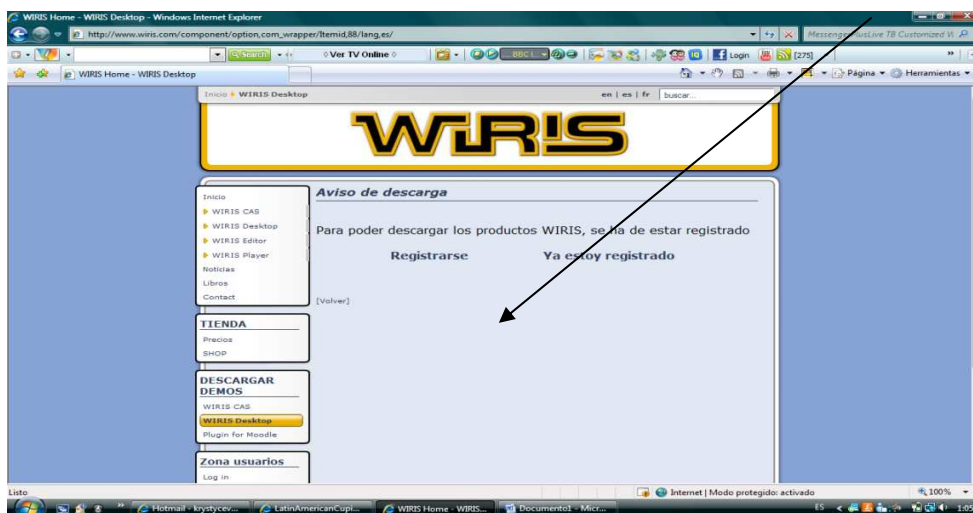 WIRIS Home - WIRIS Desktop - Windows Internet Explorer
http://www.wiris.com/component/option,com_wrapper/Itemid,88/lang,es/
Search
Ver TV Online
BBC
Login
[275]
WIRIS Home - WIRIS Desktop
Página
Herramientas
Inicio WIRIS Desktop
en | es | fr
buscar...
WIRIS
Inicio
WIRIS CAS
WIRIS Desktop
WIRIS Editor
WIRIS Player
Noticias
Libros
Contact
Aviso de descarga
Para poder descargar los productos WIRIS, se ha de estar registrado
Registrarse
Ya estoy registrado
[Volver]
TIENDA
Precios
SHOP
DESCARGAR
DEMOS
WIRIS CAS
WIRIS Desktop
Plugin for Moodle
Zona usuarios
Log in
Listo
Internet | Modo protegido: activado
100%
Hotmail - krystycev...
LatinAmericanCupi...
WIRIS Home - WIRIS...
Documento1 - Micr...
ES